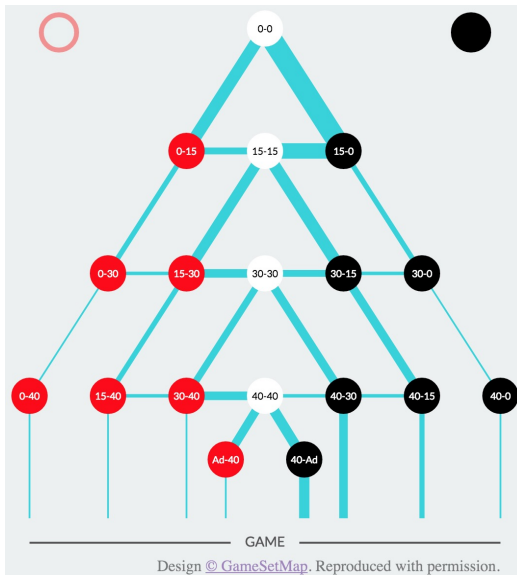 0-0
0-15 15-15 15-0
0-30 15-30 30-30 30-15 30-0
0-40 15-40 30-40 40-40 40-30 40-15 40-0
Ad-40 40-Ad
GAME
Design © GameSetMap. Reproduced with permission.